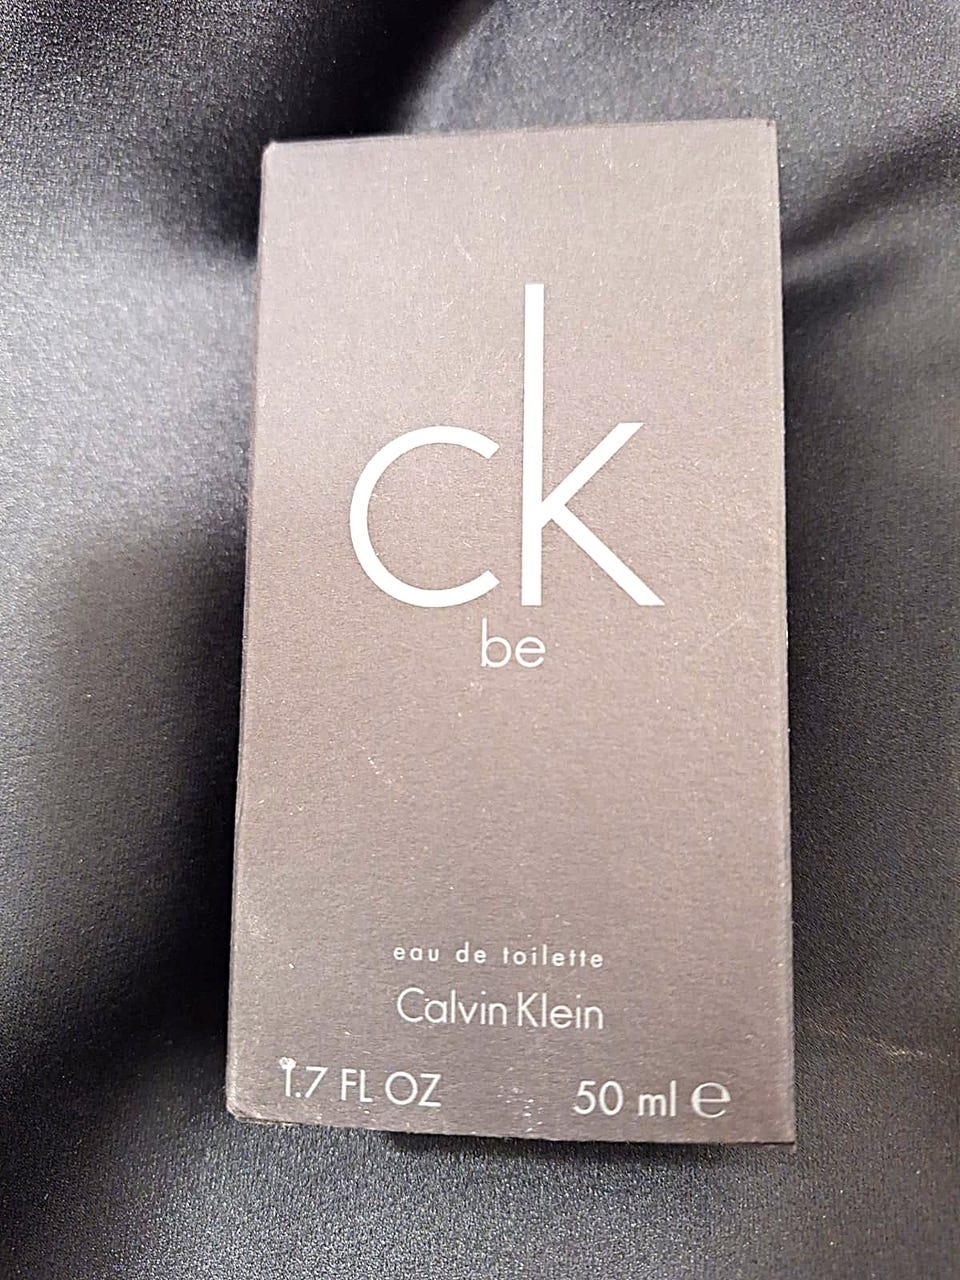 ck
be
eau de toilette
Calvin Klein
1.7 FL OZ 50 ml ℮